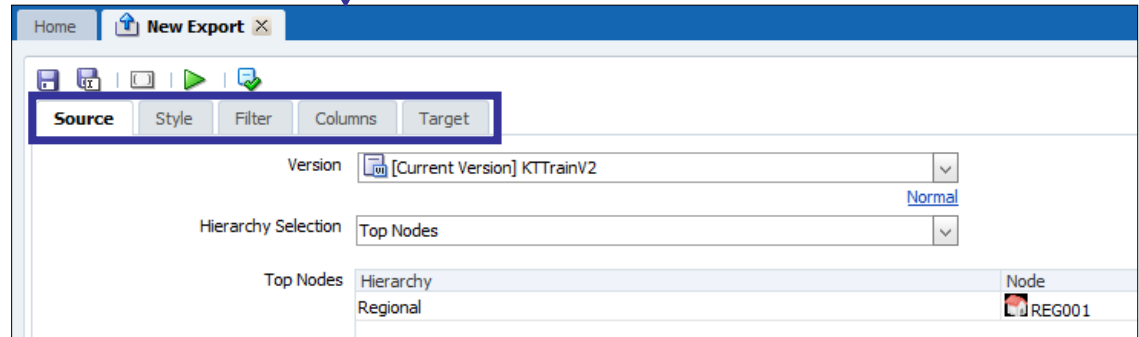 Home New Export
Source Style Filter Columns Target
Version [Current Version] KTTrainV2
Normal
Hierarchy Selection Top Nodes
Top Nodes Hierarchy Node
Regional REG001